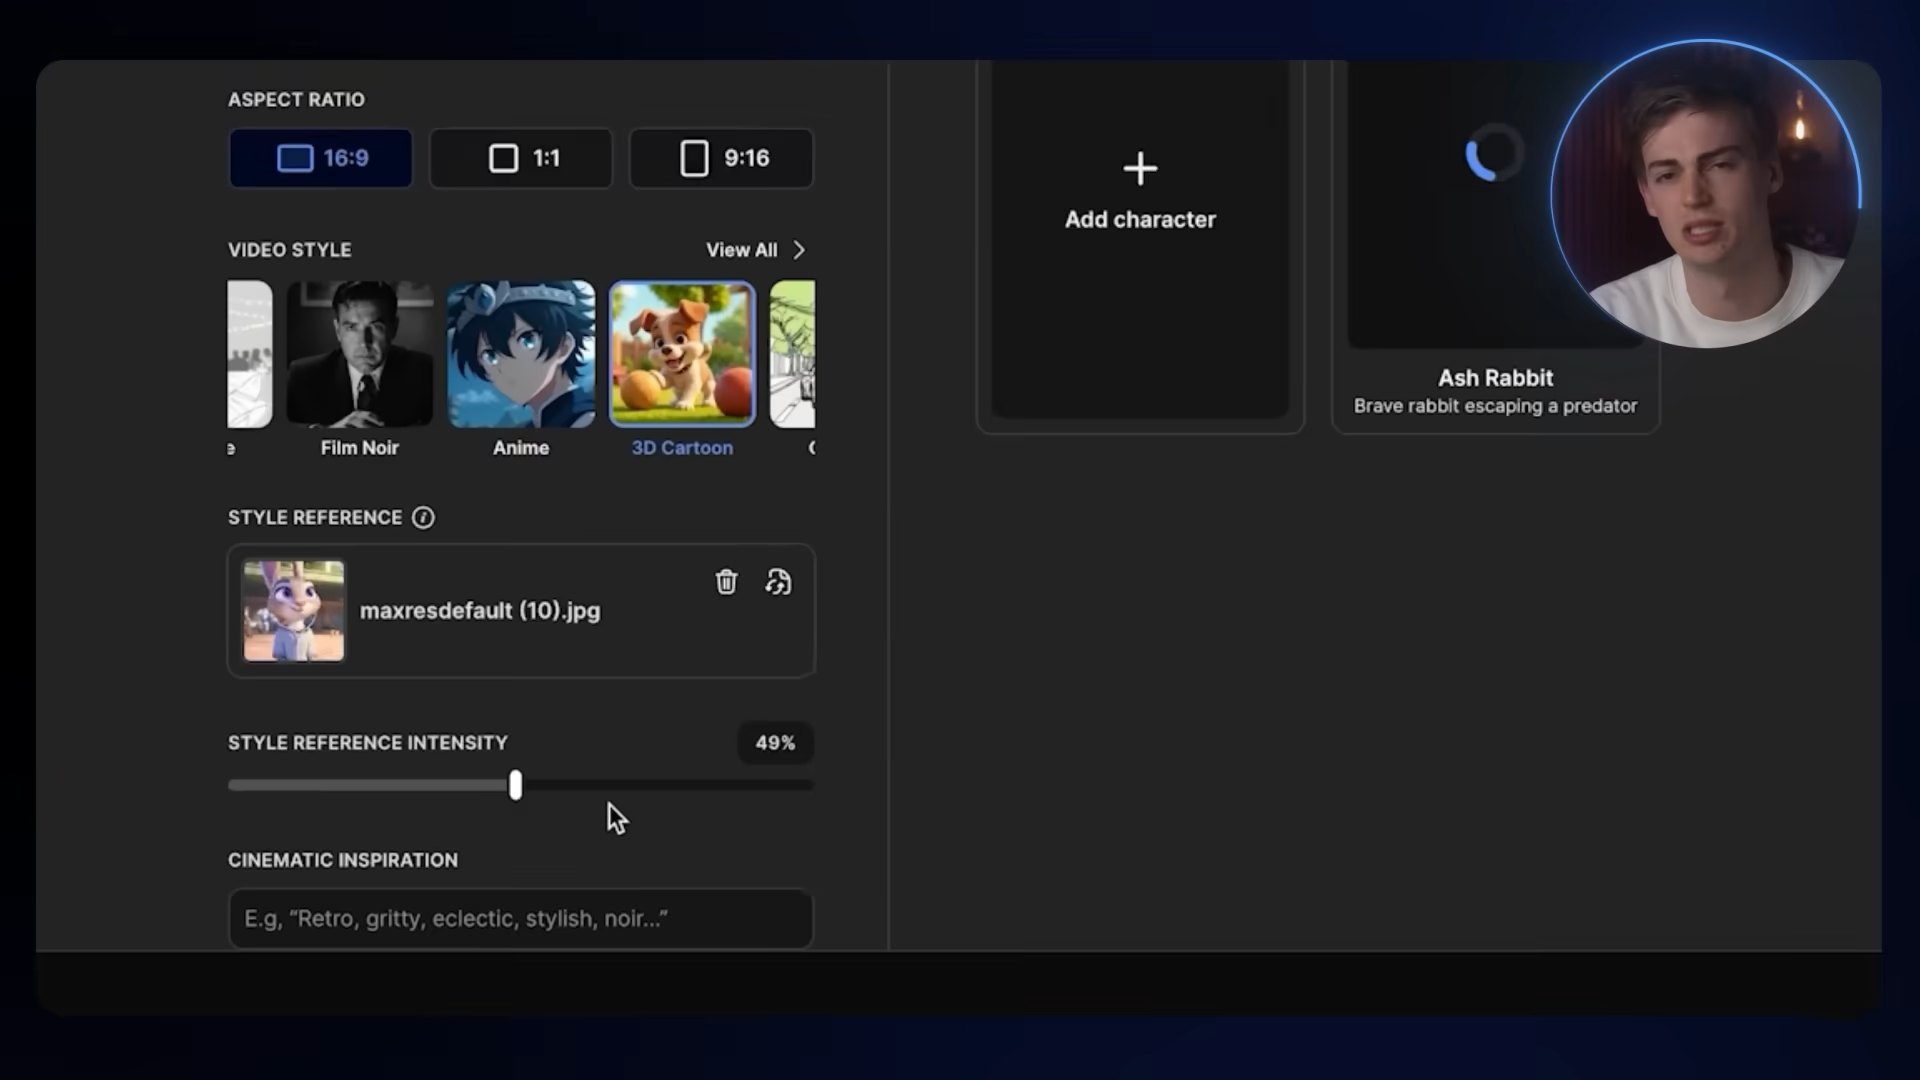 ASPECT RATIO
16:9
1:1
9:16
VIDEO STYLE
View All
e
Film Noir
Anime
3D Cartoon
STYLE REFERENCE
maxresdefault (10).jpg
STYLE REFERENCE INTENSITY
49%
CINEMATIC INSPIRATION
E.g, “Retro, gritty, eclectic, stylish, noir...”
Add character
Ash Rabbit
Brave rabbit escaping a predator